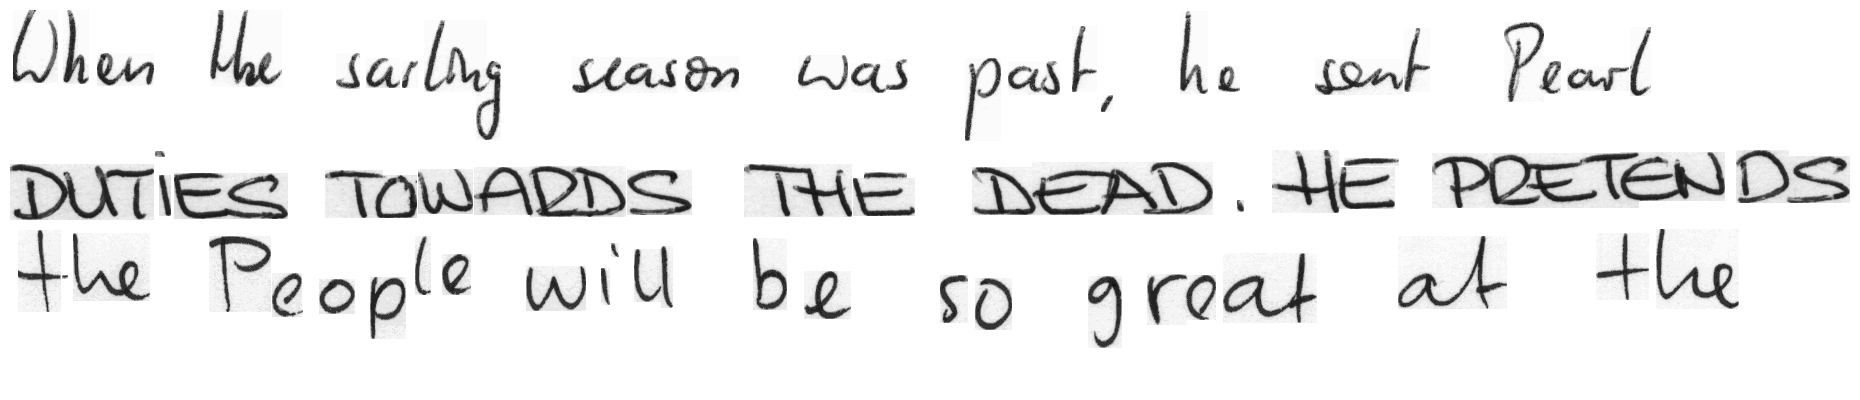 When the sailing season was past, he sent Pearl
DUTiES TOWARDS THE DEAD. HE PRETENDS
the People will be so great at the